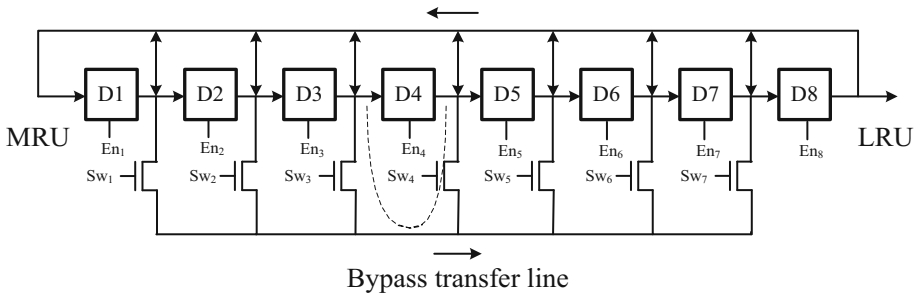 D1 D2 D3 D4 D5 D6 D7 D8
MRU LRU
En₁ En₂ En₃ En₄ En₅ En₆ En₇ En₈
Sw₁ Sw₂ Sw₃ Sw₄ Sw₅ Sw₆ Sw₇
Bypass transfer line